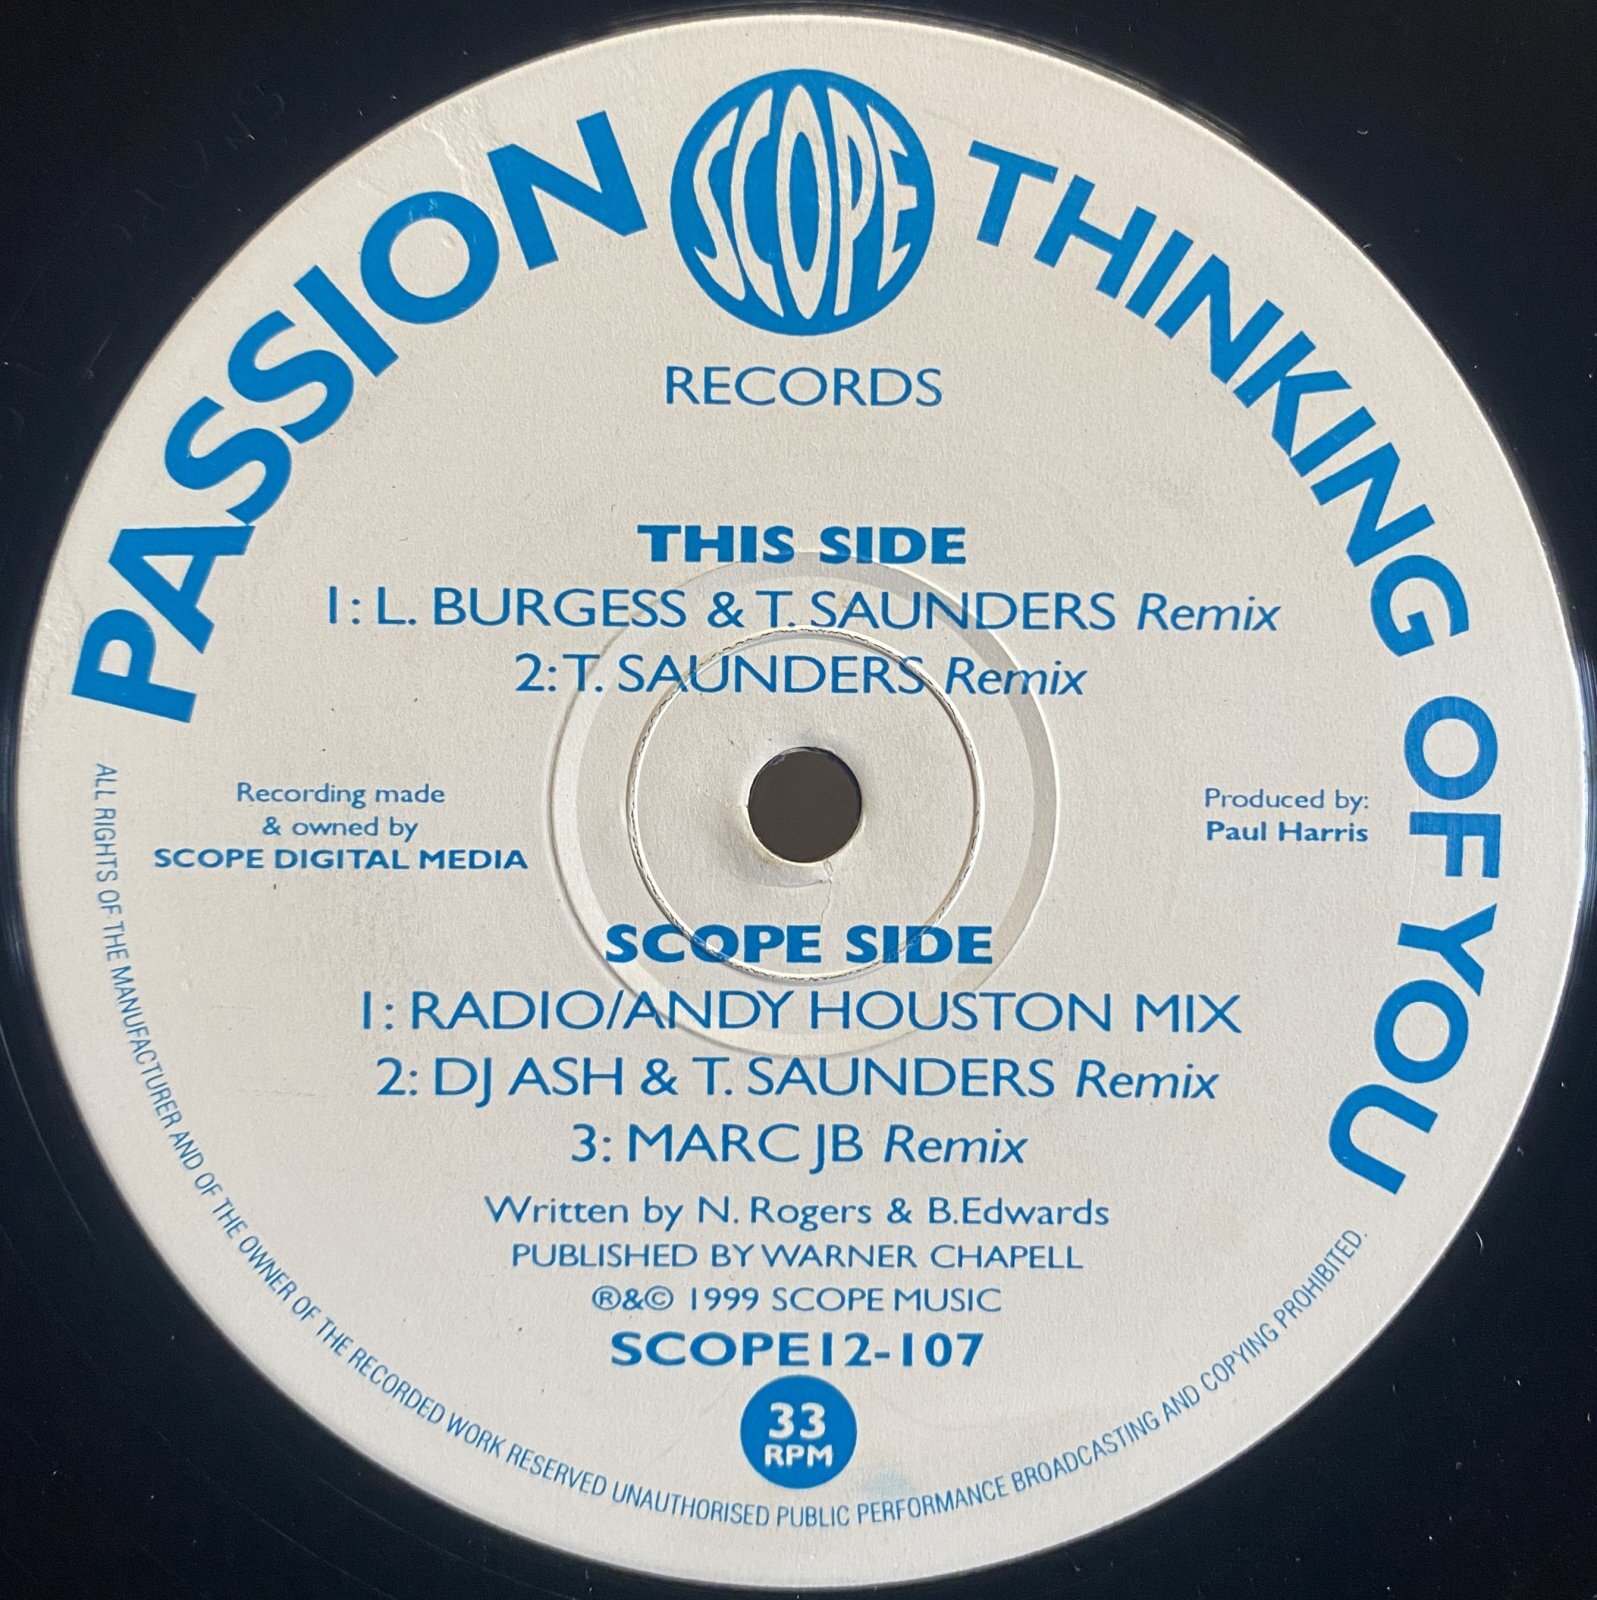 PASSION
SCOPE
THINKING OF YOU
RECORDS
THIS SIDE
1: L. BURGESS & T. SAUNDERS Remix
2: T. SAUNDERS Remix
Recording made
& owned by
SCOPE DIGITAL MEDIA
Produced by:
Paul Harris
SCOPE SIDE
1: RADIO/ANDY HOUSTON MIX
2: DJ ASH & T. SAUNDERS Remix
3: MARC JB Remix
Written by N. Rogers & B.Edwards
PUBLISHED BY WARNER CHAPELL
®&© 1999 SCOPE MUSIC
SCOPE12-107
33
RPM
ALL RIGHTS OF THE MANUFACTURER AND OF THE OWNER OF THE RECORDED WORK RESERVED UNAUTHORISED PUBLIC PERFORMANCE BROADCASTING AND COPYING PROHIBITED.